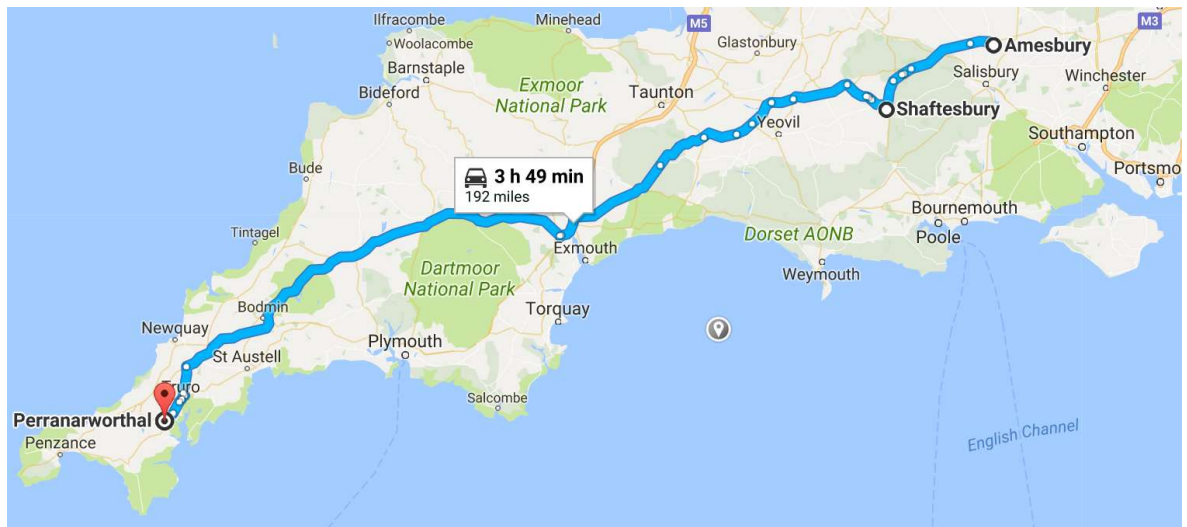 Ilfracombe
Minehead
M5
M3
Woolacombe
Glastonbury
Amesbury
Barnstaple
Exmoor
National Park
Taunton
Salisbury
Winchester
Bideford
Shaftesbury
Yeovil
Southampton
Bude
3 h 49 min
192 miles
Portsmo
Bournemouth
Tintagel
Exmouth
Dorset AONB
Poole
Dartmoor
National Park
Weymouth
Bodmin
Torquay
Newquay
St Austell
Plymouth
Truro
Salcombe
Perranarworthal
Penzance
English Channel